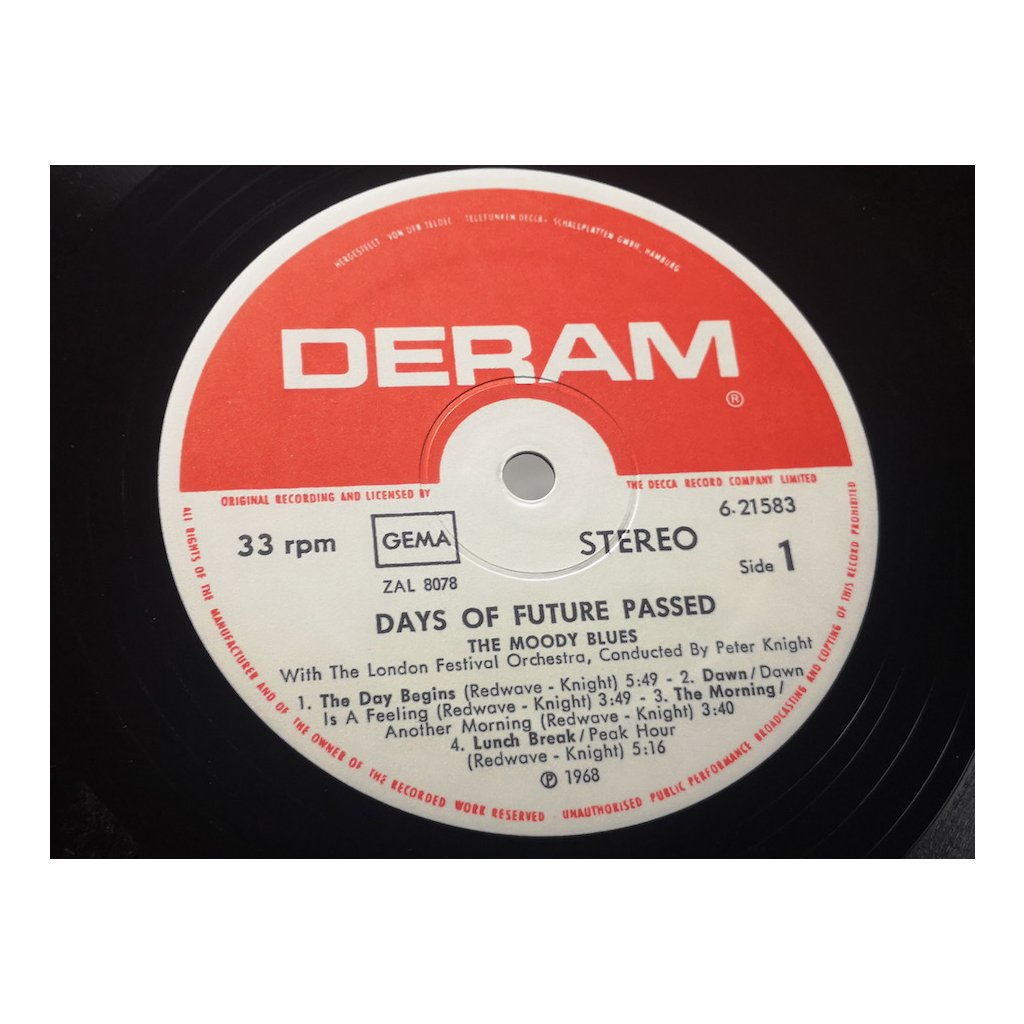 HERGESTELLT VON DER TELDEC »TELEFUNKEN-DECCA« SCHALLPLATTEN GMBH, HAMBURG
DERAM
®
ORIGINAL RECORDING AND LICENSED BY THE DECCA RECORD COMPANY LIMITED
33 rpm
GEMA
STEREO
6.21583
ZAL 8078
Side 1
DAYS OF FUTURE PASSED
THE MOODY BLUES
With The London Festival Orchestra, Conducted By Peter Knight
1. The Day Begins (Redwave - Knight) 5:49 - 2. Dawn/Dawn
Is A Feeling (Redwave - Knight) 3:49 - 3. The Morning/
Another Morning (Redwave - Knight) 3:40
4. Lunch Break/Peak Hour
(Redwave - Knight) 5:16
℗ 1968
ALL RIGHTS OF THE MANUFACTURER AND OF THE OWNER OF THE RECORDED WORK RESERVED UNAUTHORISED PUBLIC PERFORMANCE BROADCASTING AND COPYING OF THIS RECORD PROHIBITED